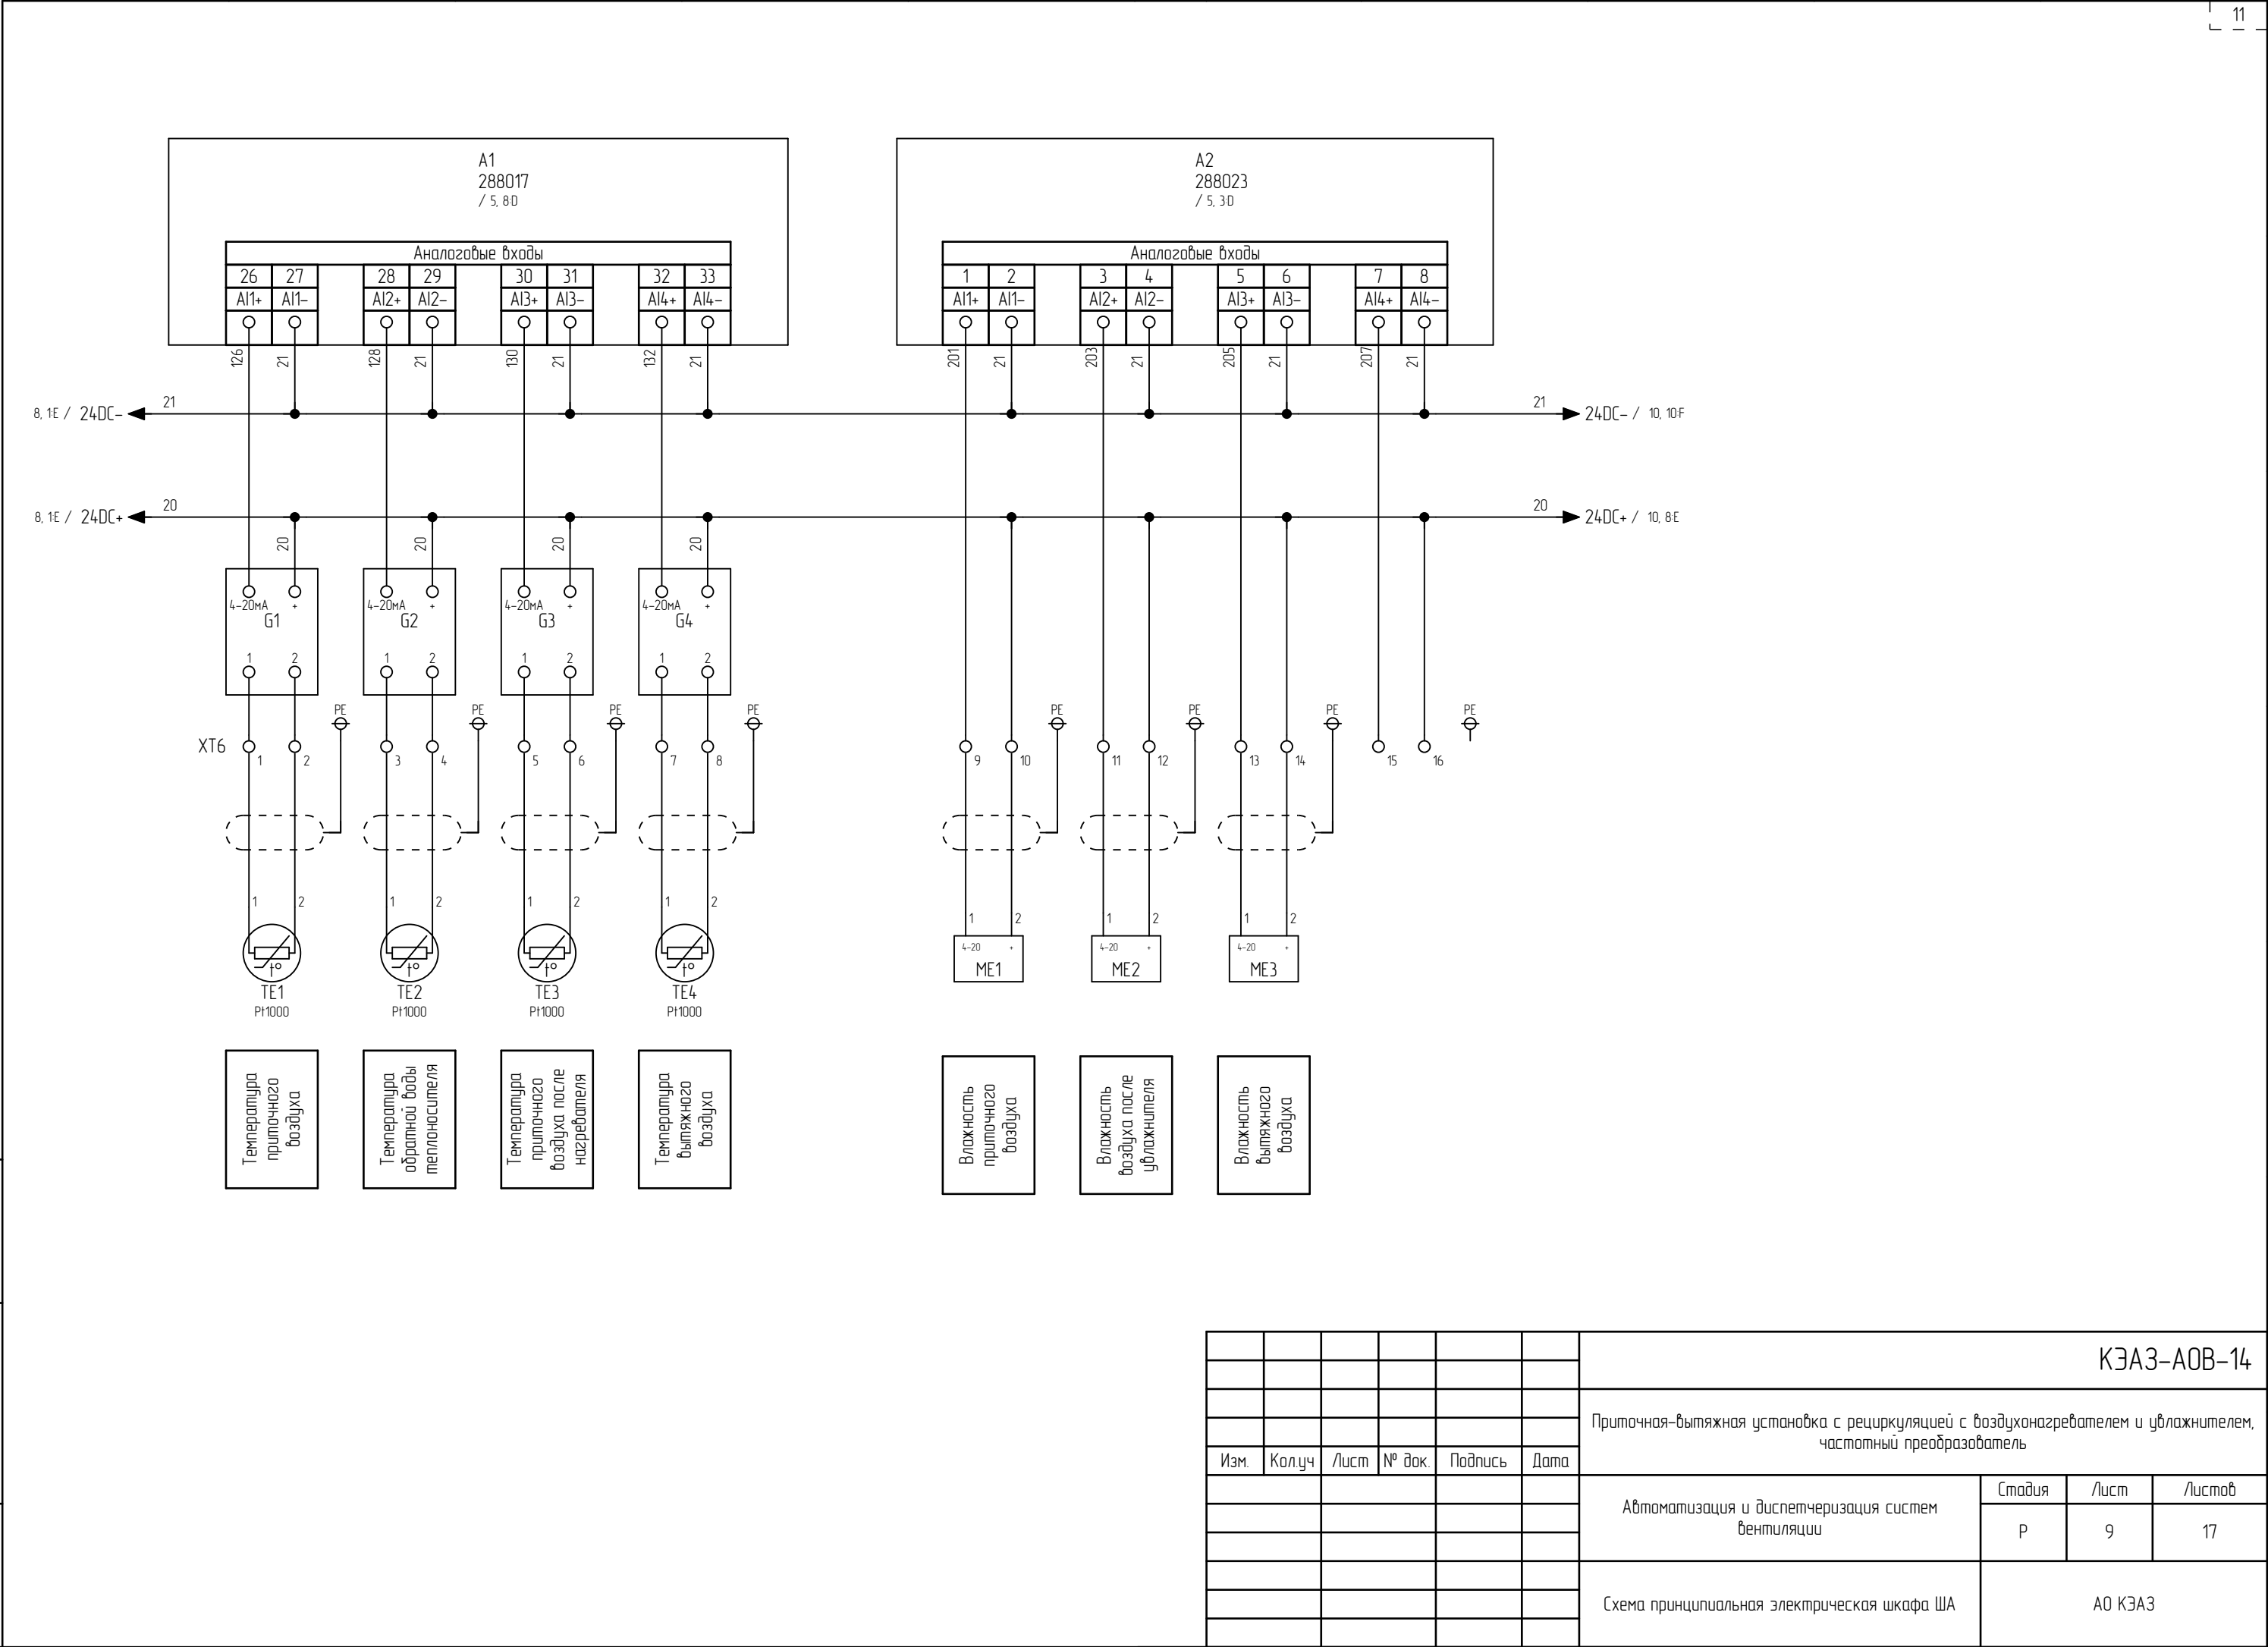 11
A1
288017
/ 5, 8:D
A2
288023
/ 5, 3:D
Аналоговые входы
Аналоговые входы
26 27 28 29 30 31 32 33
1 2 3 4 5 6 7 8
AI1+ AI1- AI2+ AI2- AI3+ AI3- AI4+ AI4-
AI1+ AI1- AI2+ AI2- AI3+ AI3- AI4+ AI4-
126 21 128 21 130 21 132 21
201 21 203 21 205 21 207 21
8, 1:E / 24DC- 21
21 24DC- / 10, 10:F
8, 1:E / 24DC+ 20
20 24DC+ / 10, 8:E
20 20 20 20
4-20мА + 4-20мА + 4-20мА + 4-20мА +
G1 G2 G3 G4
1 2 1 2 1 2 1 2
PE PE PE PE PE PE PE PE
XT6
1 2 3 4 5 6 7 8 9 10 11 12 13 14 15 16
1 2 1 2 1 2 1 2
1 2 1 2 1 2
4-20 + 4-20 + 4-20 +
ME1 ME2 ME3
t° t° t° t°
TE1 TE2 TE3 TE4
Pt1000 Pt1000 Pt1000 Pt1000
Температура
приточного
воздуха
Температура
обратной воды
теплоносителя
Температура
приточного
воздуха после
нагревателя
Температура
вытяжного
воздуха
Влажность
приточного
воздуха
Влажность
воздуха после
увлажнителя
Влажность
вытяжного
воздуха
КЭАЗ-АОВ-14
Приточная-вытяжная установка с рециркуляцией с воздухонагревателем и увлажнителем,
частотный преобразователь
Изм. Кол.уч Лист № док. Подпись Дата
Автоматизация и диспетчеризация систем
вентиляции
Стадия Лист Листов
Р 9 17
Схема принципиальная электрическая шкафа ША
АО КЭАЗ